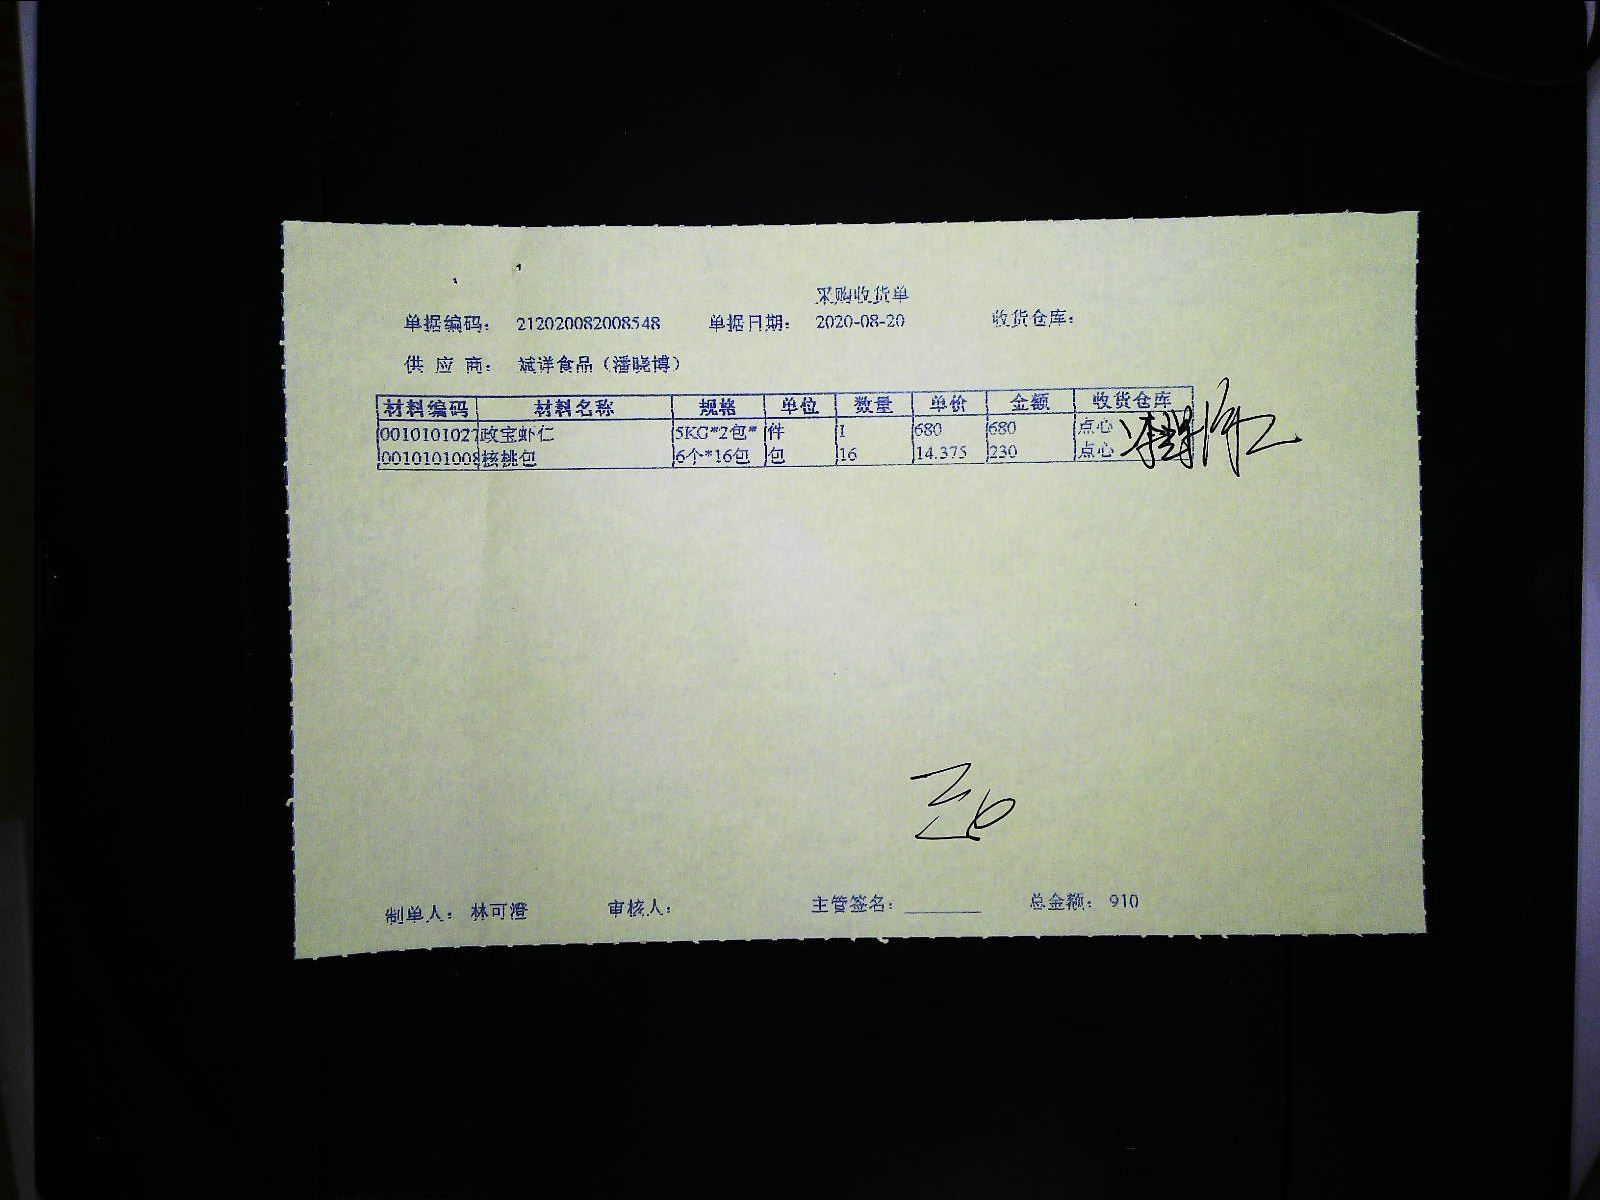 采购收货单
单据编码： 212020082008548 单据日期： 2020-08-20 收货仓库：
供 应 商： 斌洋食品（潘晓博）
材料编码 材料名称 规格 单位 数量 单价 金额 收货仓库
0010101027 政宝虾仁 5KG*2包* 件 1 680 680 点心
0010101008 核桃包 6个*16包 包 16 14.375 230 点心
制单人： 林可澄 审核人： 主管签名： 总金额： 910